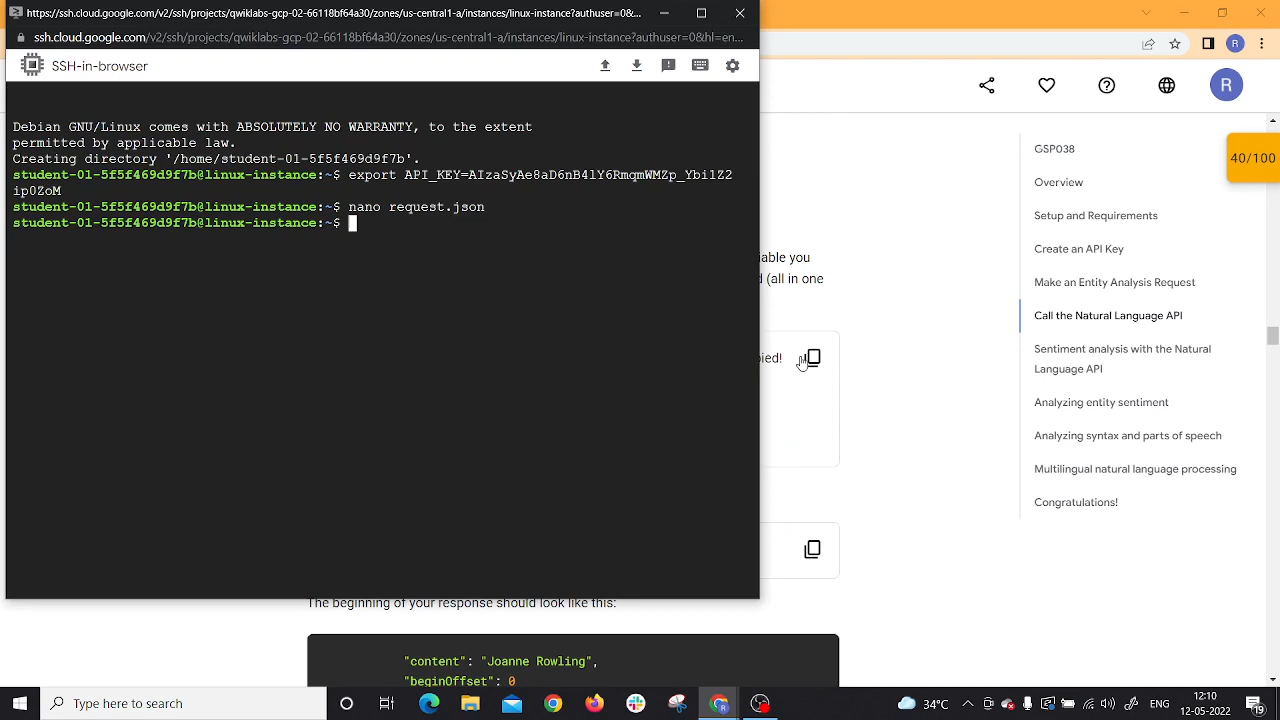 https://ssh.cloud.google.com/v2/ssh/projects/qwiklabs-gcp-02-66118bf64a30/zones/us-central1-a/instances/linux-instance?authuser=0&...
ssh.cloud.google.com/v2/ssh/projects/qwiklabs-gcp-02-66118bf64a30/zones/us-central1-a/instances/linux-instance?authuser=0&hl=en...
R
SSH-in-browser
R
Debian GNU/Linux comes with ABSOLUTELY NO WARRANTY, to the extent
permitted by applicable law.
Creating directory '/home/student-01-5f5f469d9f7b'.
student-01-5f5f469d9f7b@linux-instance:~$ export API_KEY=AIzaSyAe8aD6nB4lY6RmqmWMZp_Ybi1Z2
ip0ZoM
student-01-5f5f469d9f7b@linux-instance:~$ nano request.json
student-01-5f5f469d9f7b@linux-instance:~$
iable you
d (all in one
pied!
The beginning of your response should look like this:
"content": "Joanne Rowling",
"beginOffset": 0
GSP038
40/100
Overview
Setup and Requirements
Create an API Key
Make an Entity Analysis Request
Call the Natural Language API
Sentiment analysis with the Natural
Language API
Analyzing entity sentiment
Analyzing syntax and parts of speech
Multilingual natural language processing
Congratulations!
Type here to search
R
34°C
ENG
12:10
12-05-2022
19